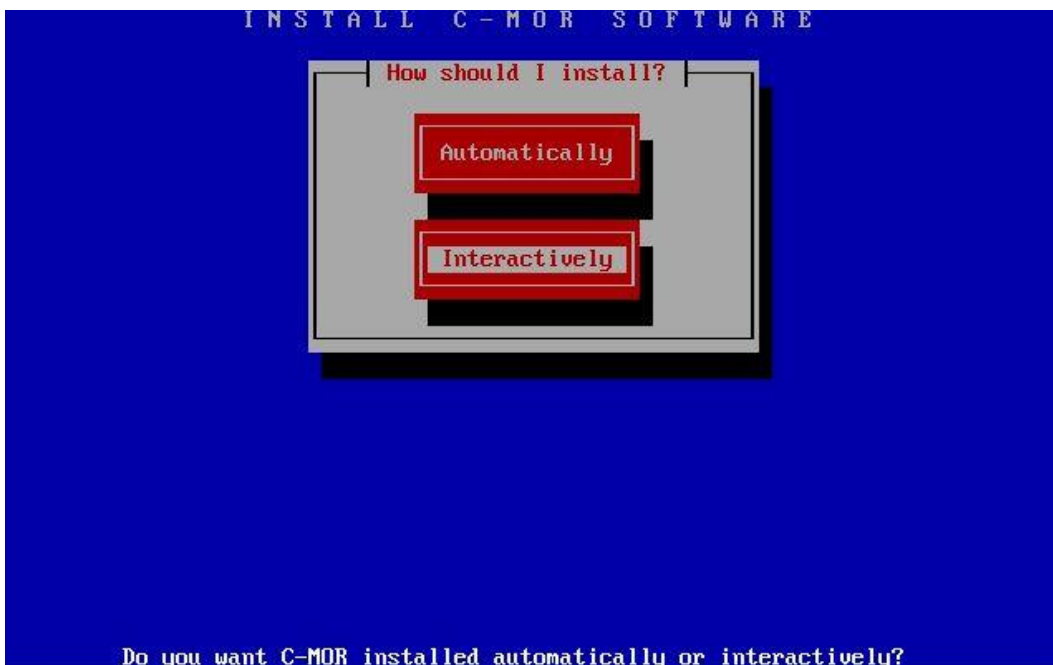 INSTALL C-MOR SOFTWARE
How should I install?
Automatically
Interactively
Do you want C-MOR installed automatically or interactively?